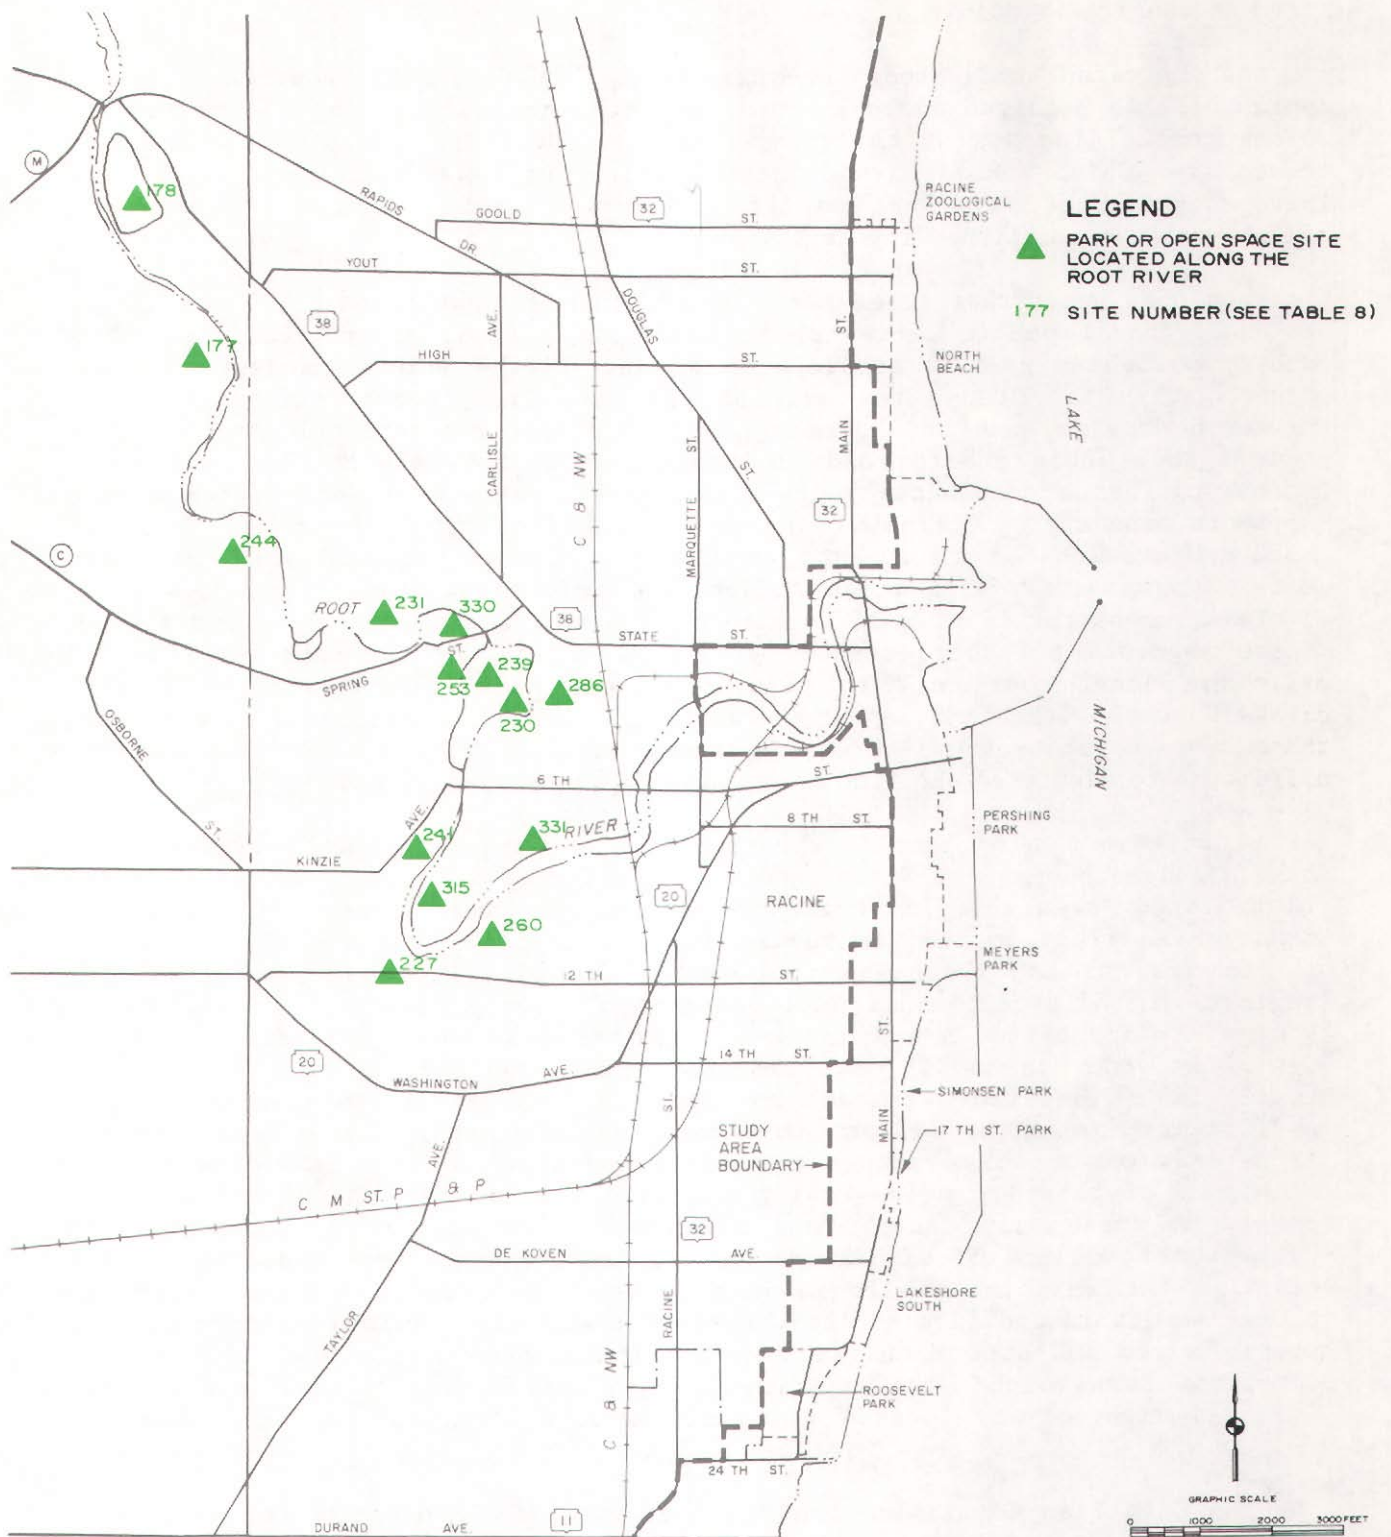 LEGEND
PARK OR OPEN SPACE SITE
LOCATED ALONG THE
ROOT RIVER
177 SITE NUMBER (SEE TABLE 8)
M
178
RAPIDS
DR
GOOLD
32
ST.
RACINE
ZOOLOGICAL
GARDENS
YOUT
ST.
38
177
AVE.
DOUGLAS
ST.
HIGH
ST.
ST.
NORTH
BEACH
LAKE
MAIN
CARLISLE
C & NW
MARQUETTE
ST.
32
C
244
ROOT
231
330
38
STATE
ST.
ST.
SPRING
253
239
230
286
OSBORNE
ST.
MICHIGAN
6 TH
ST.
AVE.
241
331
RIVER
8 TH
ST.
PERSHING
PARK
KINZIE
315
20
RACINE
260
MEYERS
PARK
227
12 TH
ST.
20
WASHINGTON
AVE.
14 TH
ST.
ST.
SIMONSEN PARK
ST.
MAIN
17 TH ST. PARK
STUDY
AREA
BOUNDARY
AVE.
C M ST. P & P
32
DE KOVEN
AVE.
LAKESHORE
SOUTH
RACINE
TAYLOR
C & NW
ROOSEVELT
PARK
24 TH
ST.
DURAND
AVE.
11
GRAPHIC SCALE
0 1000 2000 3000 FEET